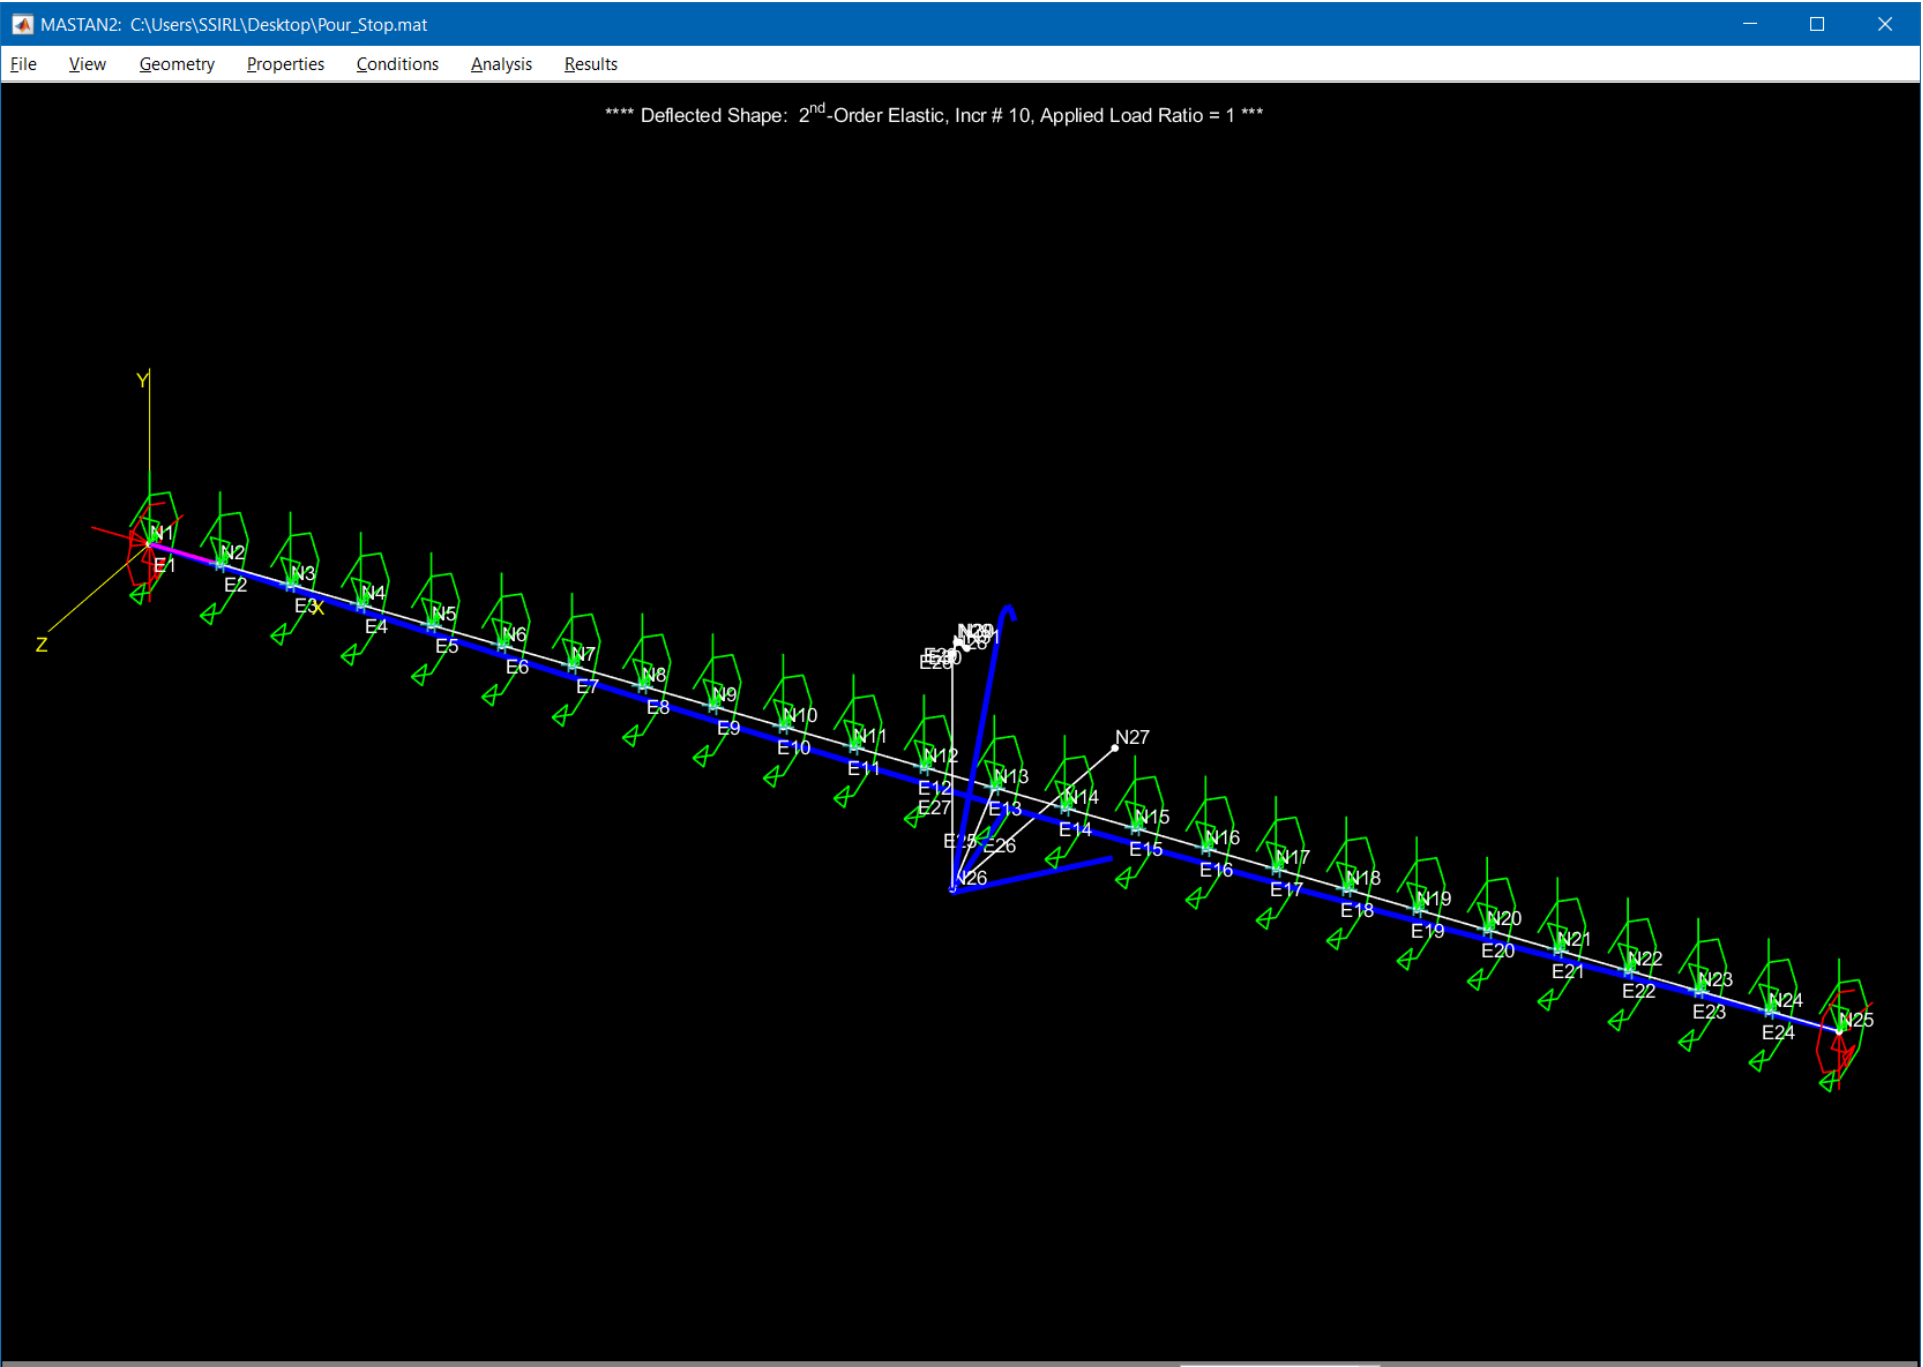 MASTAN2: C:\Users\SSIRL\Desktop\Pour_Stop.mat
File View Geometry Properties Conditions Analysis Results
**** Deflected Shape: 2nd-Order Elastic, Incr # 10, Applied Load Ratio = 1 ***
Y
N1
E1
N2
E2
N3
E3
X
Z
N4
E4
N5
E5
N6
E6
N7
E7
N8
E8
N9
E9
N10
E10
N11
E11
N12
E12
E27
N13
E13
N27
N14
E14
E25
E26
N26
N15
E15
N16
E16
N17
E17
N18
E18
N19
E19
N20
E20
N21
E21
N22
E22
N23
E23
N24
E24
N25